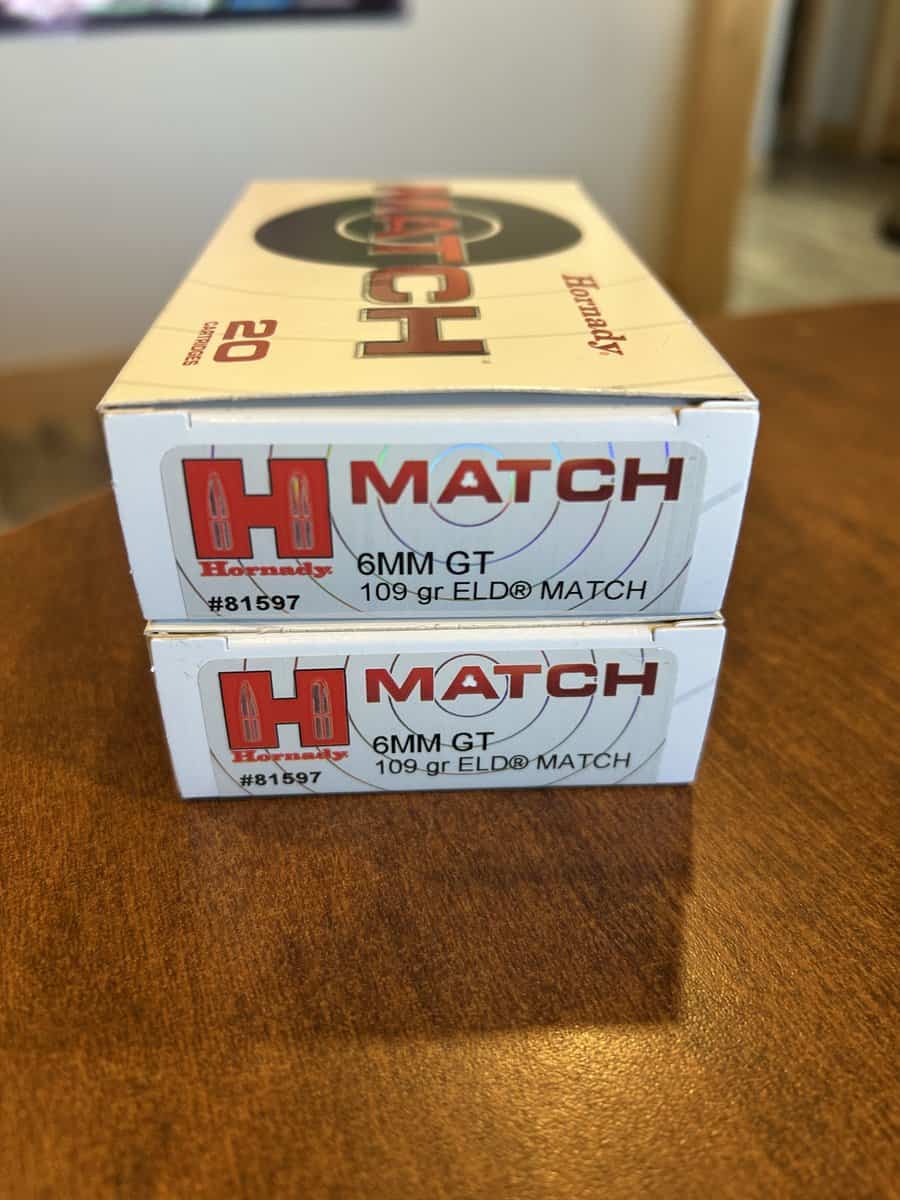 MATCH
Hornady
20
CARTRIDGES
H MATCH
Hornady
6MM GT
109 gr ELD® MATCH
#81597
H MATCH
Hornady
6MM GT
109 gr ELD® MATCH
#81597